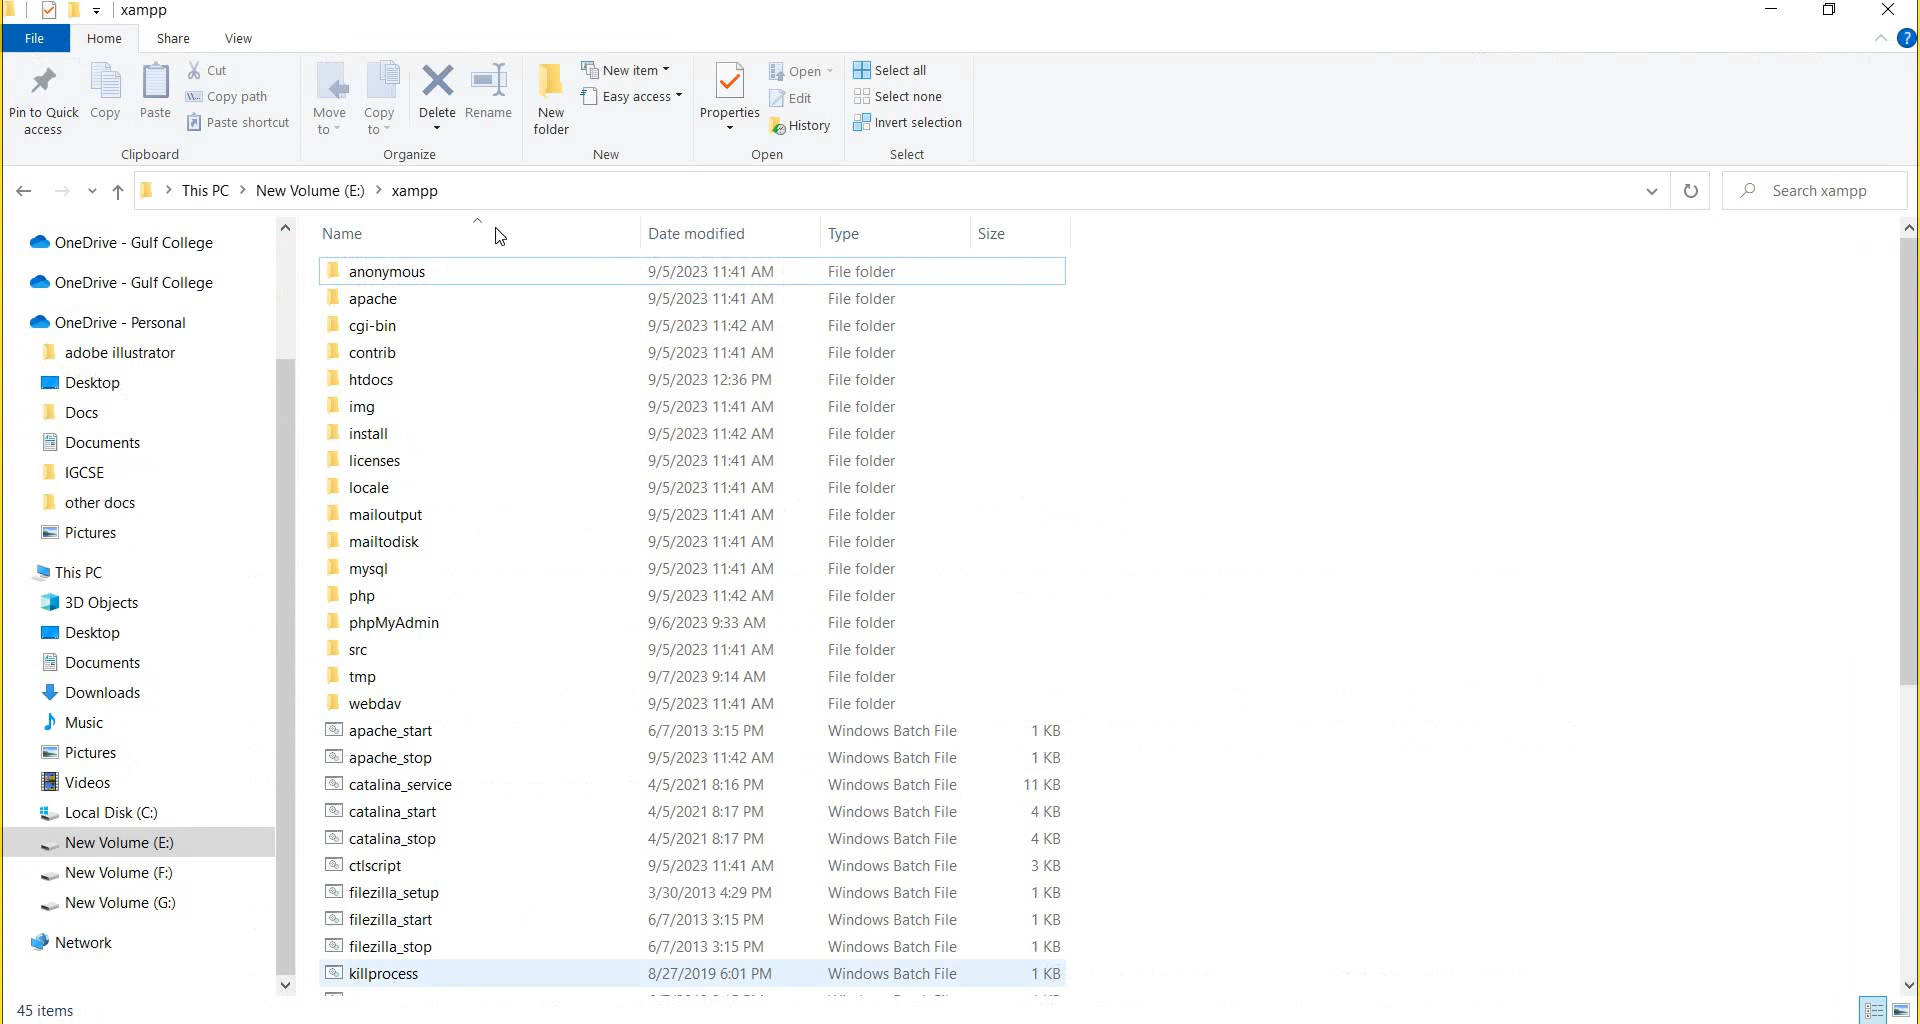 xampp
File Home Share View
Pin to Quick access
Copy
Paste
Cut
Copy path
Paste shortcut
Clipboard
Move to
Copy to
Delete
Rename
Organize
New folder
New item
Easy access
New
Properties
Open
Edit
History
Open
Select all
Select none
Invert selection
Select
This PC New Volume (E:) xampp
Search xampp
OneDrive - Gulf College
OneDrive - Gulf College
OneDrive - Personal
adobe illustrator
Desktop
Docs
Documents
IGCSE
other docs
Pictures
This PC
3D Objects
Desktop
Documents
Downloads
Music
Pictures
Videos
Local Disk (C:)
New Volume (E:)
New Volume (F:)
New Volume (G:)
Network
Name Date modified Type Size
anonymous 9/5/2023 11:41 AM File folder
apache 9/5/2023 11:41 AM File folder
cgi-bin 9/5/2023 11:42 AM File folder
contrib 9/5/2023 11:41 AM File folder
htdocs 9/5/2023 12:36 PM File folder
img 9/5/2023 11:41 AM File folder
install 9/5/2023 11:42 AM File folder
licenses 9/5/2023 11:41 AM File folder
locale 9/5/2023 11:41 AM File folder
mailoutput 9/5/2023 11:41 AM File folder
mailtodisk 9/5/2023 11:41 AM File folder
mysql 9/5/2023 11:41 AM File folder
php 9/5/2023 11:42 AM File folder
phpMyAdmin 9/6/2023 9:33 AM File folder
src 9/5/2023 11:41 AM File folder
tmp 9/7/2023 9:14 AM File folder
webdav 9/5/2023 11:41 AM File folder
apache_start 6/7/2013 3:15 PM Windows Batch File 1 KB
apache_stop 9/5/2023 11:42 AM Windows Batch File 1 KB
catalina_service 4/5/2021 8:16 PM Windows Batch File 11 KB
catalina_start 4/5/2021 8:17 PM Windows Batch File 4 KB
catalina_stop 4/5/2021 8:17 PM Windows Batch File 4 KB
ctlscript 9/5/2023 11:41 AM Windows Batch File 3 KB
filezilla_setup 3/30/2013 4:29 PM Windows Batch File 1 KB
filezilla_start 6/7/2013 3:15 PM Windows Batch File 1 KB
filezilla_stop 6/7/2013 3:15 PM Windows Batch File 1 KB
killprocess 8/27/2019 6:01 PM Windows Batch File 1 KB
45 items